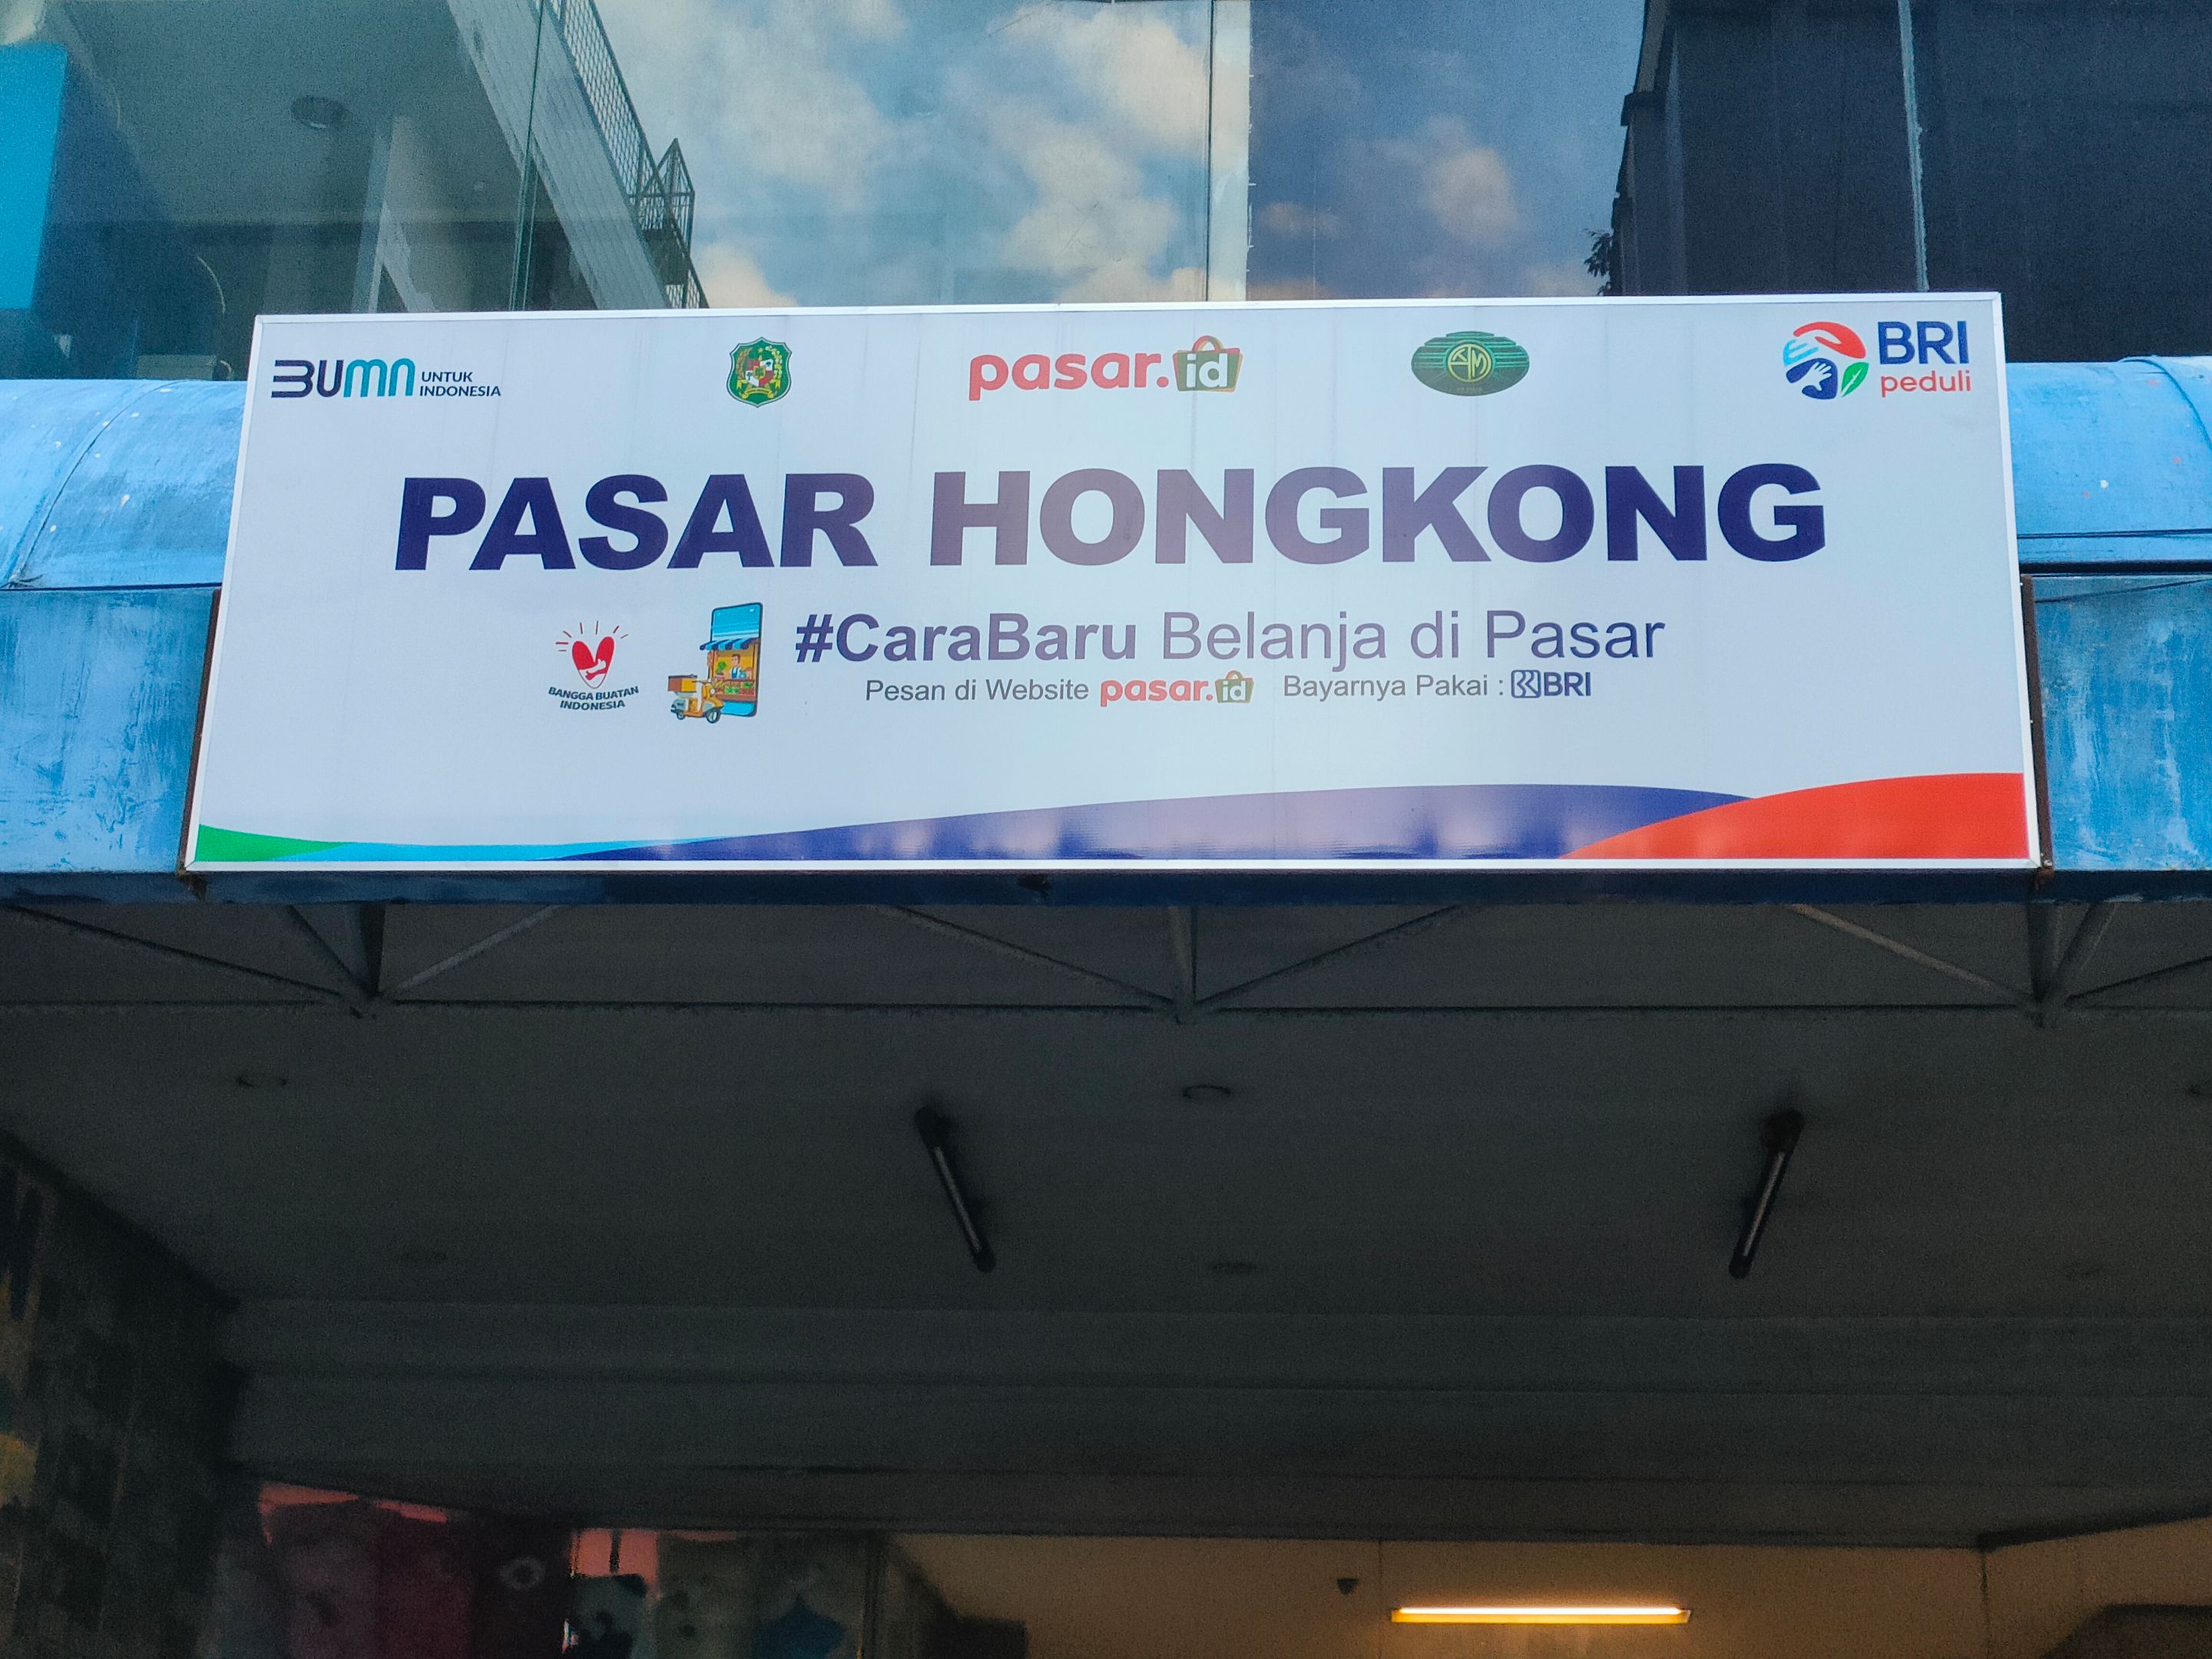 BUMN UNTUK INDONESIA
pasar.id
BRI peduli
PASAR HONGKONG
#CaraBaru Belanja di Pasar
BANGGA BUATAN INDONESIA
Pesan di Website pasar.id Bayarnya Pakai : BRI